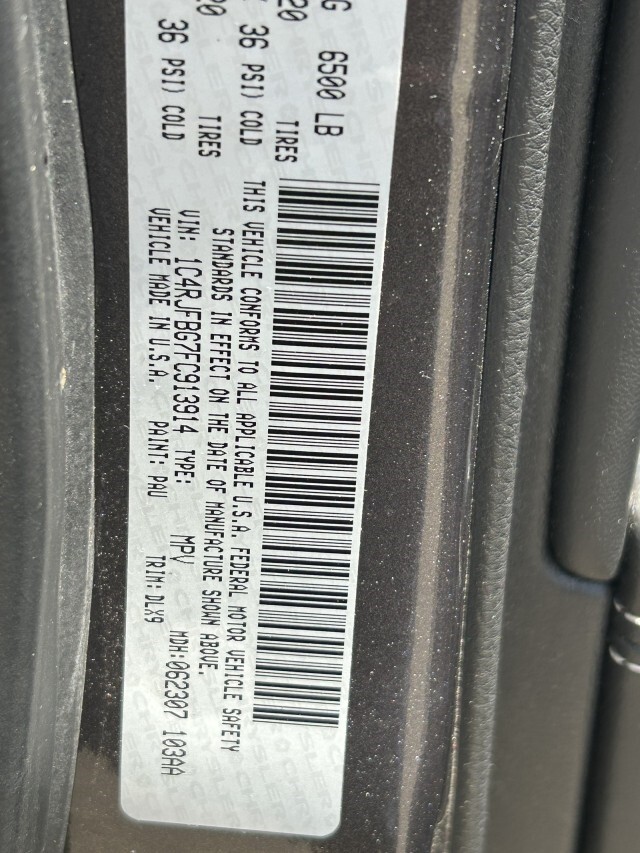 G 6500 LB
20 TIRES 36 PSI) COLD
20 TIRES 36 PSI) COLD
THIS VEHICLE CONFORMS TO ALL APPLICABLE U.S.A. FEDERAL MOTOR VEHICLE SAFETY
STANDARDS IN EFFECT ON THE DATE OF MANUFACTURE SHOWN ABOVE.
VIN: 1C4RJFBG7FC913914 TYPE: MPV MDH:062307 103AA
VEHICLE MADE IN U.S.A. PAINT: PAU TRIM: DLX9